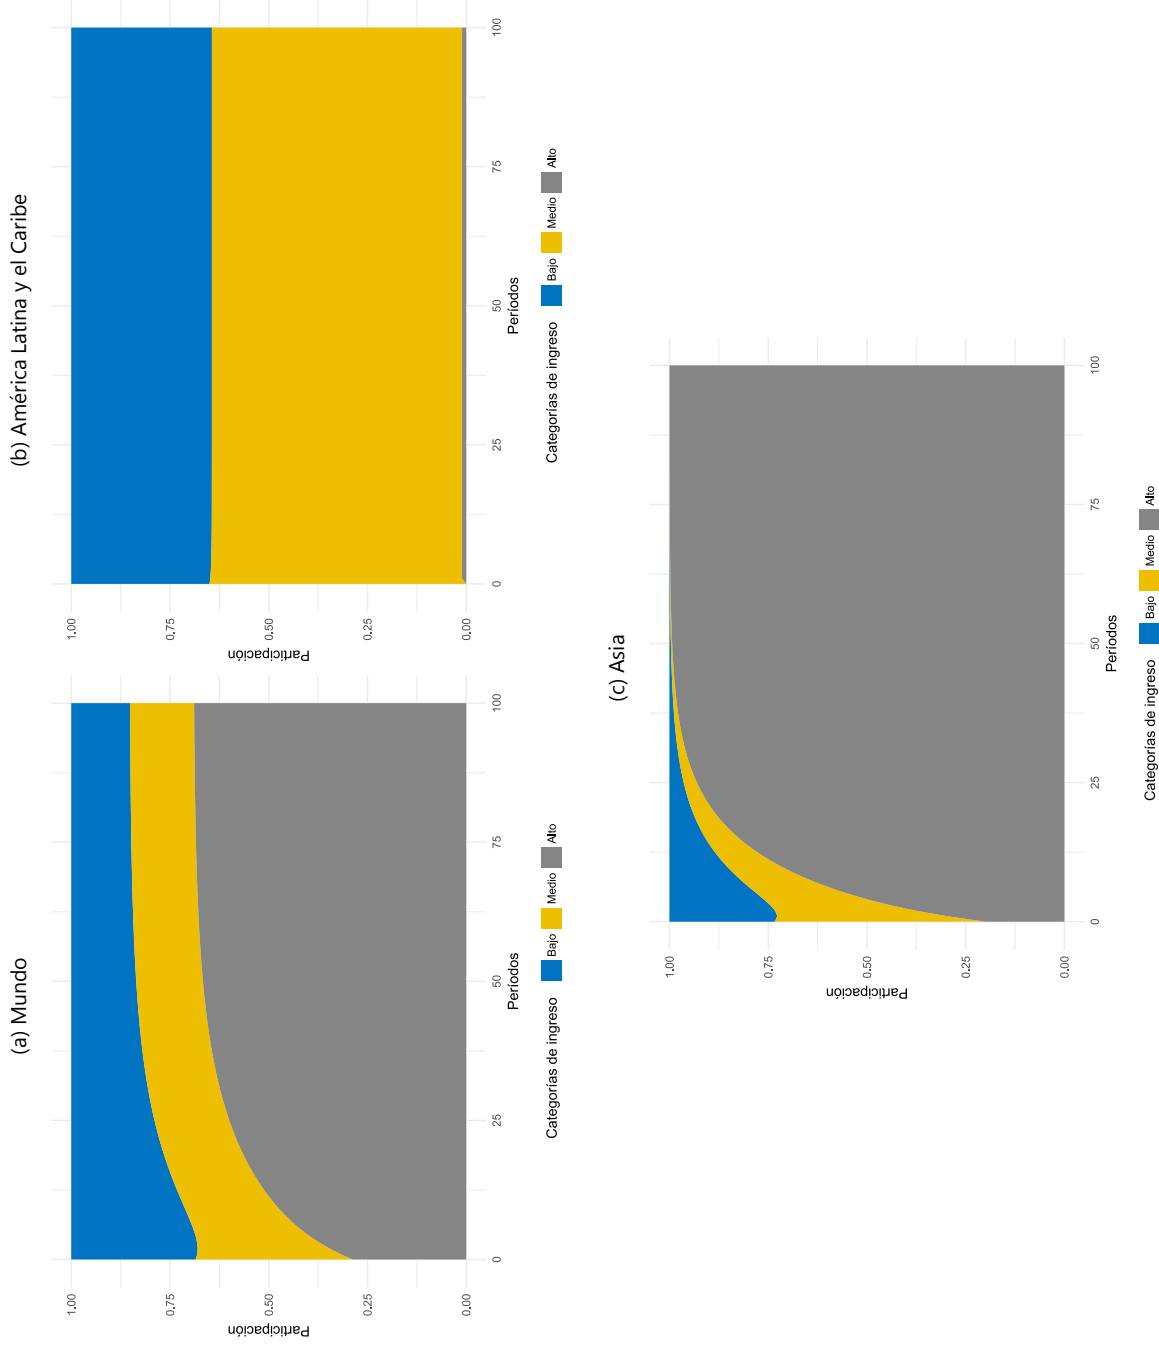 (a) Mundo
1.00
0.75
0.50
0.25
0.00
Participación
0
25
50
75
100
Períodos
Categorías de ingreso Bajo Medio Alto
(b) América Latina y el Caribe
1.00
0.75
0.50
0.25
0.00
Participación
0
25
50
75
100
Períodos
Categorías de ingreso Bajo Medio Alto
(c) Asia
1.00
0.75
0.50
0.25
0.00
Participación
0
25
50
75
100
Períodos
Categorías de ingreso Bajo Medio Alto